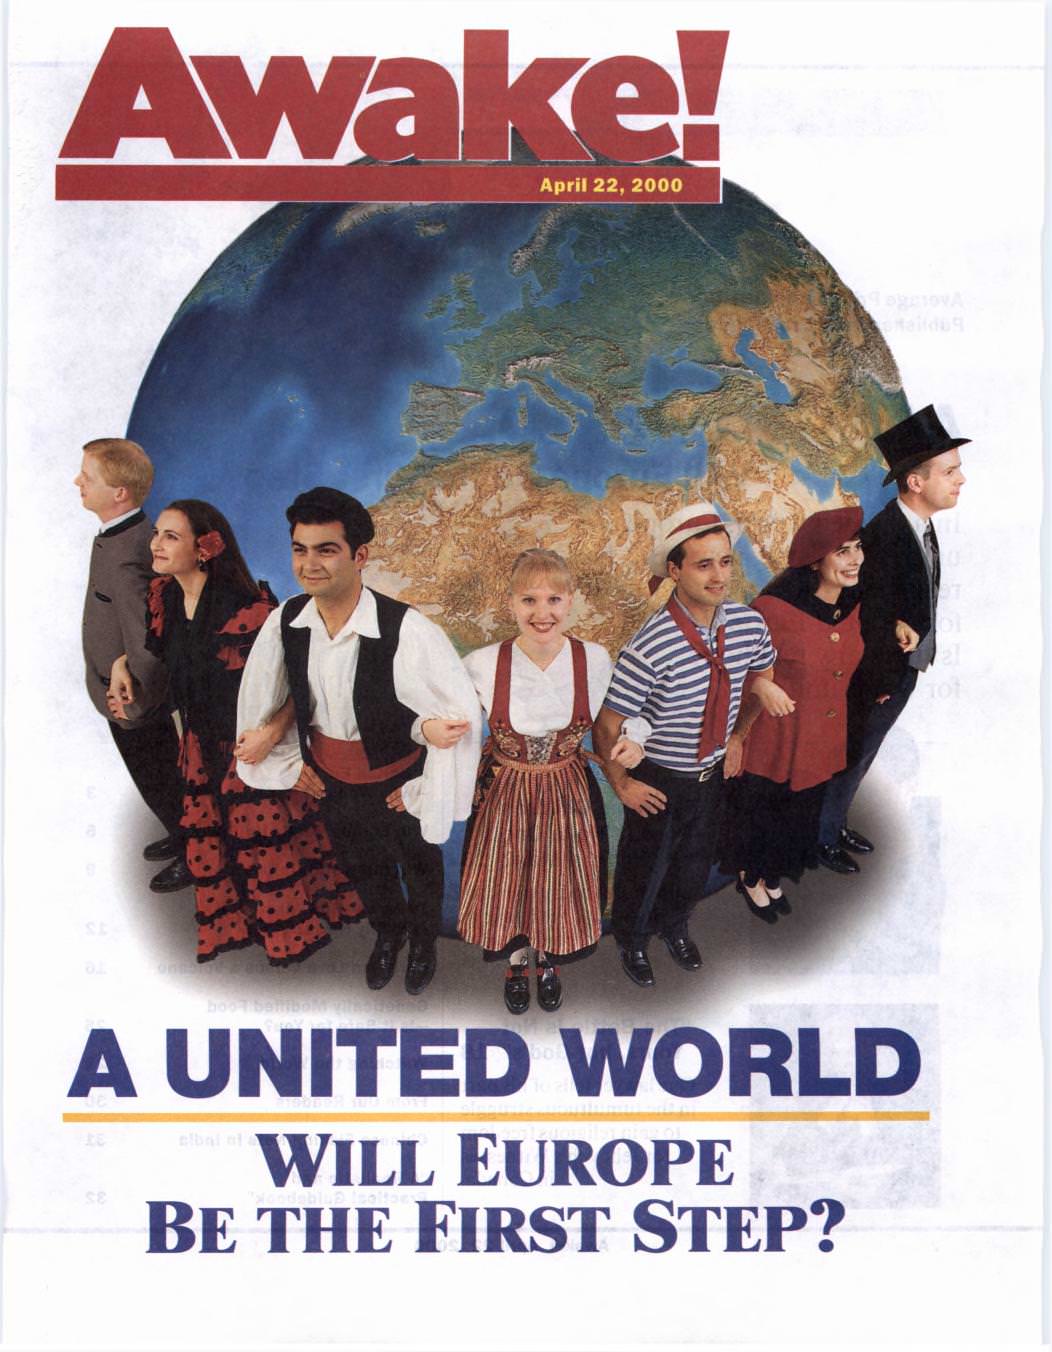 Awake!
April 22, 2000
A UNITED WORLD
WILL EUROPE
BE THE FIRST STEP?